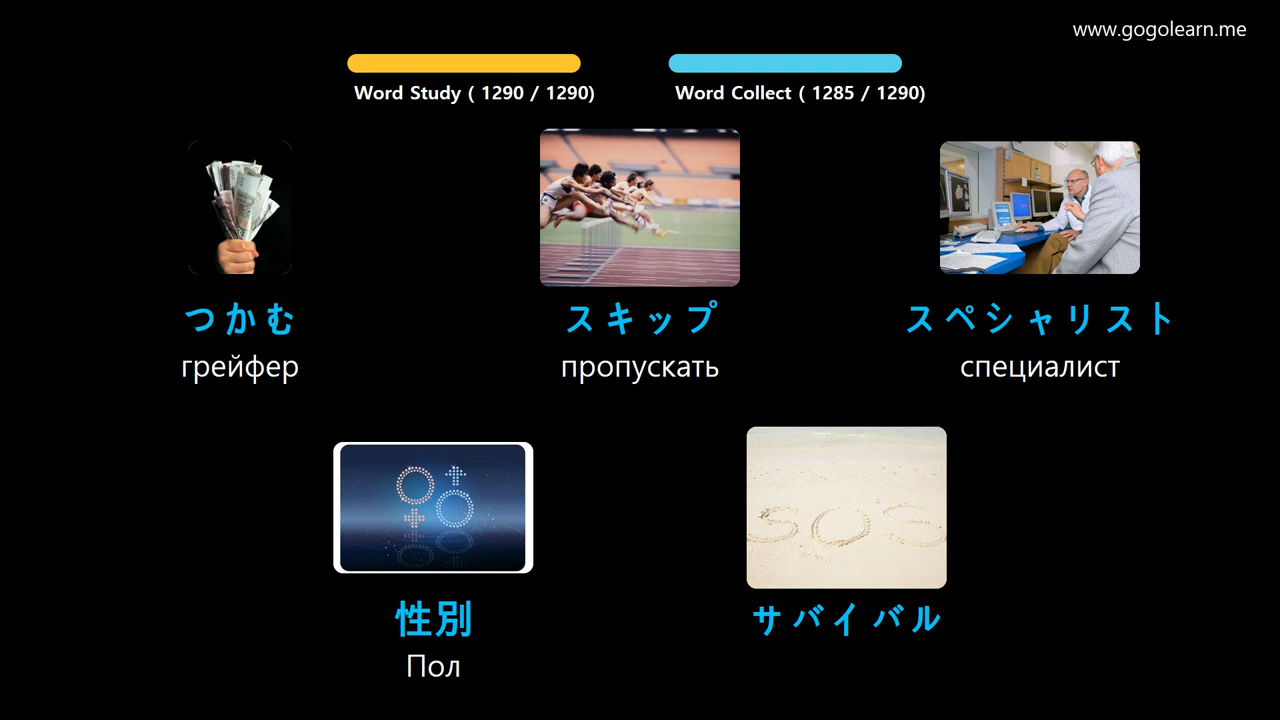 www.gogolearn.me
Word Study ( 1290 / 1290)
Word Collect ( 1285 / 1290)
つかむ
スキップ
スペシャリスト
грейфер
пропускать
специалист
SOS
性別
サバイバル
Пол